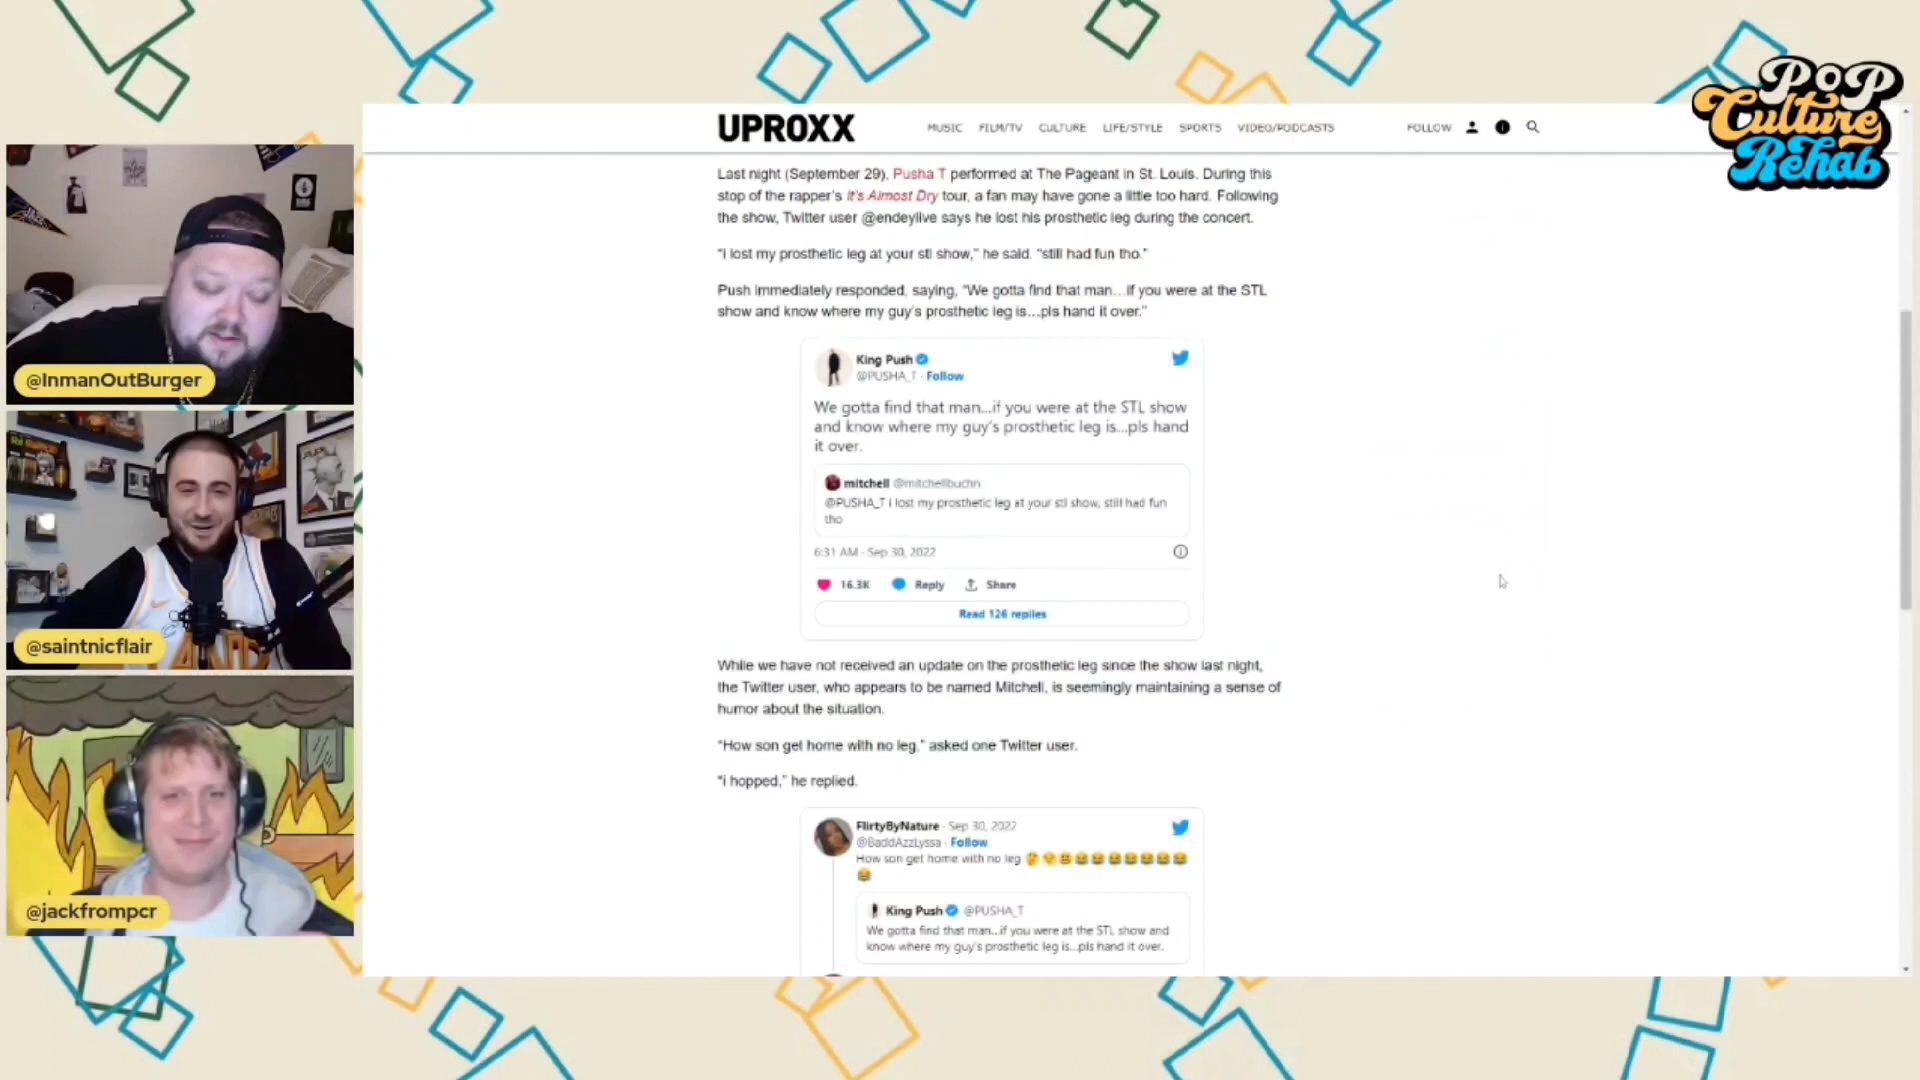 POP
Culture
Rehab
UPROXX
MUSIC FILM/TV CULTURE LIFE/STYLE SPORTS VIDEO/PODCASTS FOLLOW
Last night (September 29), Pusha T performed at The Pageant in St. Louis. During this
stop of the rapper's It's Almost Dry tour, a fan may have gone a little too hard. Following
the show, Twitter user @endeylive says he lost his prosthetic leg during the concert.
"I lost my prosthetic leg at your stl show," he said. "still had fun tho."
Push immediately responded, saying, "We gotta find that man...if you were at the STL
show and know where my guy's prosthetic leg is...pls hand it over."
King Push
@PUSHA_T · Follow
We gotta find that man...if you were at the STL show
and know where my guy's prosthetic leg is...pls hand
it over.
mitchell @mitchellbuchn
@PUSHA_T i lost my prosthetic leg at your stl show, still had fun
tho
6:31 AM · Sep 30, 2022
16.3K Reply Share
Read 126 replies
While we have not received an update on the prosthetic leg since the show last night,
the Twitter user, who appears to be named Mitchell, is seemingly maintaining a sense of
humor about the situation.
"How son get home with no leg," asked one Twitter user.
"i hopped," he replied.
FlirtyByNature · Sep 30, 2022
@BaddAzzLyssa · Follow
How son get home with no leg
King Push @PUSHA_T
We gotta find that man...if you were at the STL show and
know where my guy's prosthetic leg is...pls hand it over.
@InmanOutBurger
@saintnicflair
@jackfrompcr